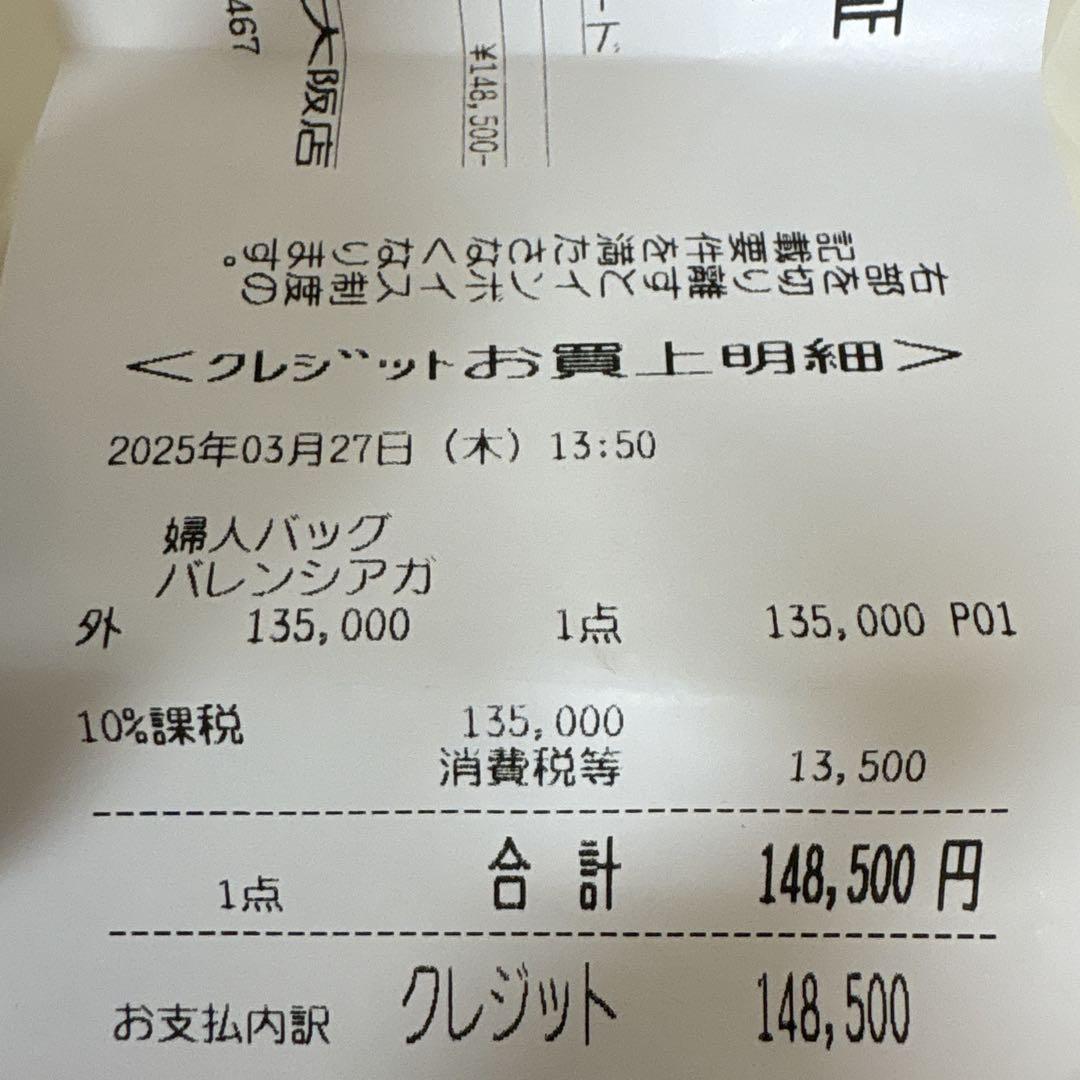 証
ード
¥148,500-
大阪店
467
右部を切り離すとインボイス制度の
記載要件を満たさなくなります。
＜クレジットお買上明細＞
2025年03月27日（木）13:50
婦人バッグ
バレンシアガ
外 135,000 1点 135,000 P01
10%課税 135,000
消費税等 13,500
1点 合計 148,500 円
お支払内訳 クレジット 148,500